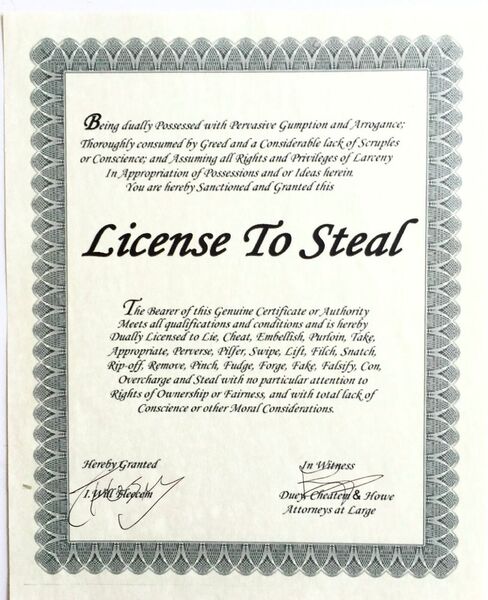 Being dually Possessed with Pervasive Gumption and Arrogance;
Thoroughly consumed by Greed and a Considerable lack of Scruples
or Conscience; and Assuming all Rights and Privileges of Larceny
In Appropriation of Possessions and or Ideas herein
You are hereby Sanctioned and Granted this
License To Steal
The Bearer of this Genuine Certificate or Authority
Meets all qualifications and conditions and is hereby
Dually Licensed to Lie, Cheat, Embellish, Purloin, Take,
Appropriate, Perverse, Pilfer, Swipe, Lift, Filch, Snatch,
Rip-off, Remove, Pinch, Fudge, Forge, Fake, Falsify, Con,
Overcharge and Steal with no particular attention to
Rights of Ownership or Fairness, and with total lack of
Conscience or other Moral Considerations.
Hereby Granted
I. Will Fleecem
In Witness
Duey Cheatem & Howe
Attorneys at Large